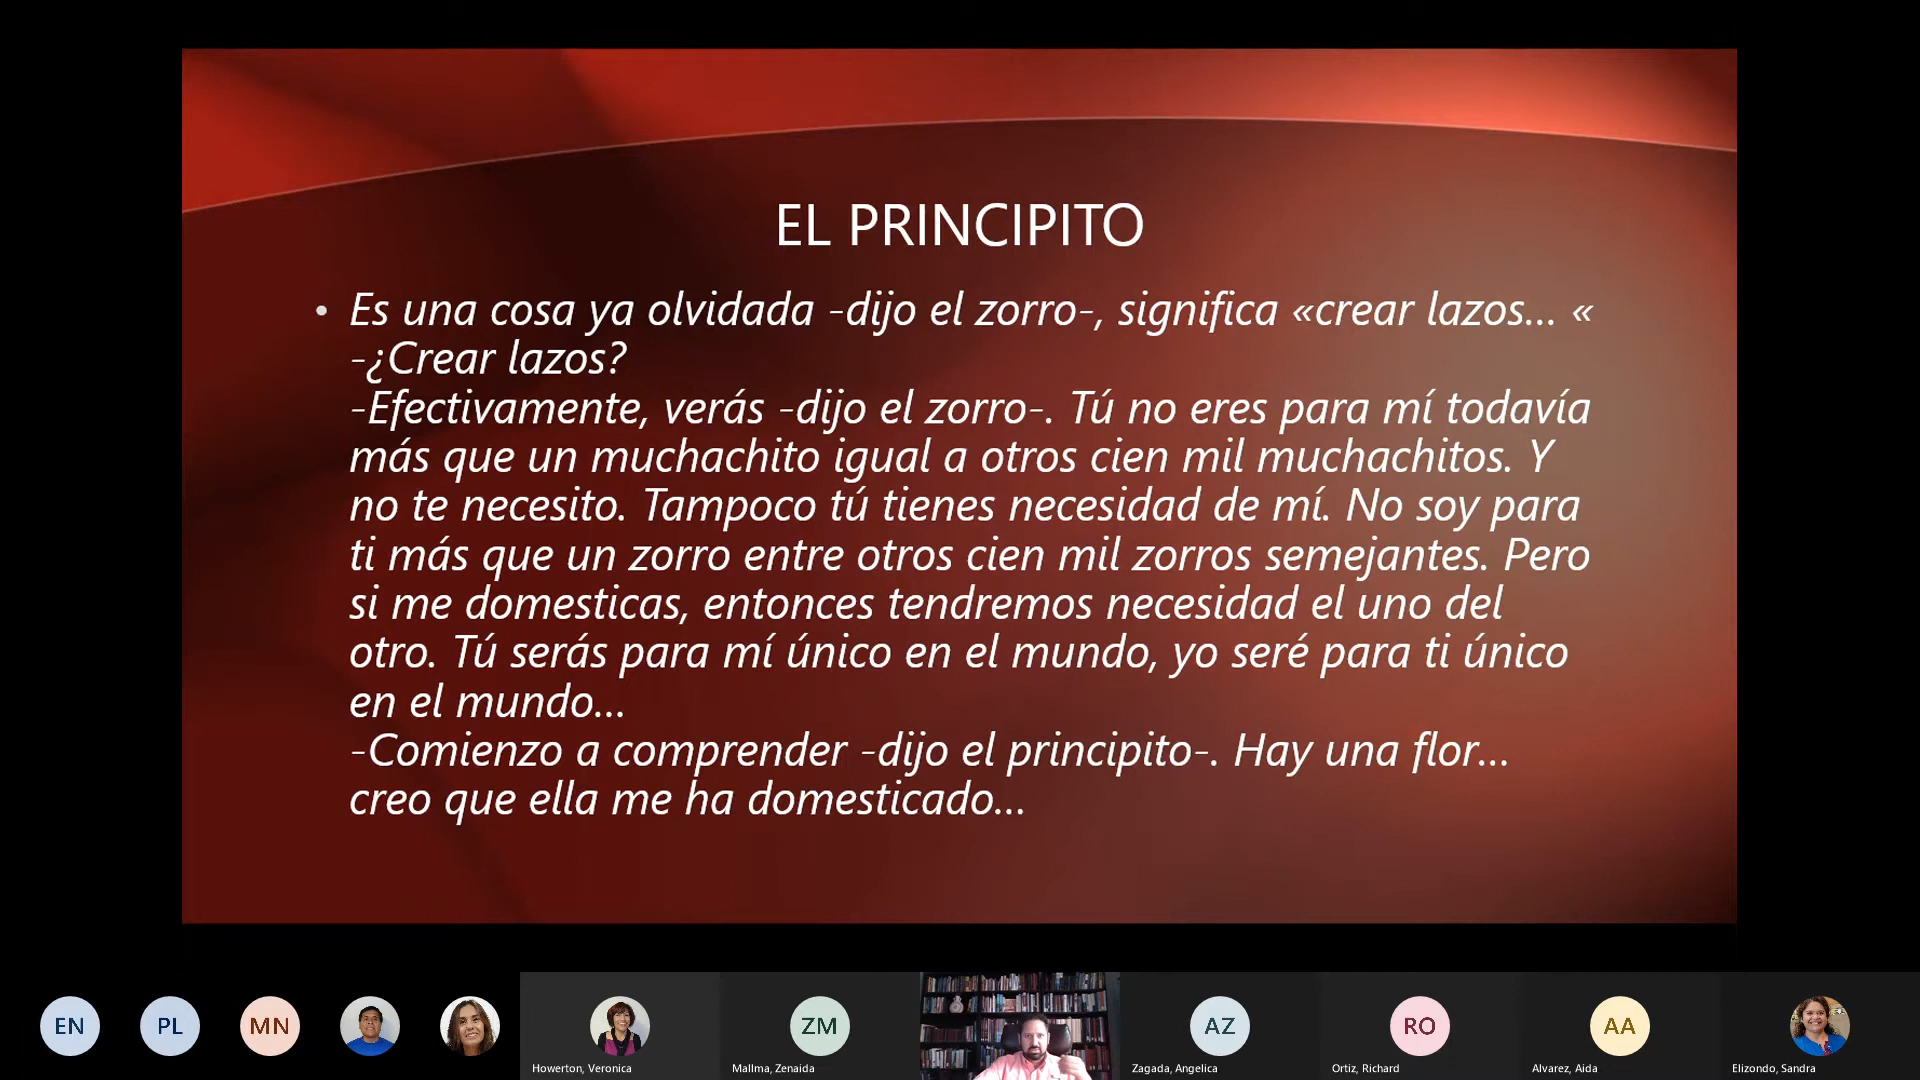 EL PRINCIPITO
• Es una cosa ya olvidada -dijo el zorro-, significa «crear lazos... «
-¿Crear lazos?
-Efectivamente, verás -dijo el zorro-. Tú no eres para mí todavía
más que un muchachito igual a otros cien mil muchachitos. Y
no te necesito. Tampoco tú tienes necesidad de mí. No soy para
ti más que un zorro entre otros cien mil zorros semejantes. Pero
si me domesticas, entonces tendremos necesidad el uno del
otro. Tú serás para mí único en el mundo, yo seré para ti único
en el mundo...
-Comienzo a comprender -dijo el principito-. Hay una flor...
creo que ella me ha domesticado...
EN PL MN ZM AZ RO AA
Howerton, Veronica Mallma, Zenaida Zagada, Angelica Ortiz, Richard Alvarez, Aida Elizondo, Sandra